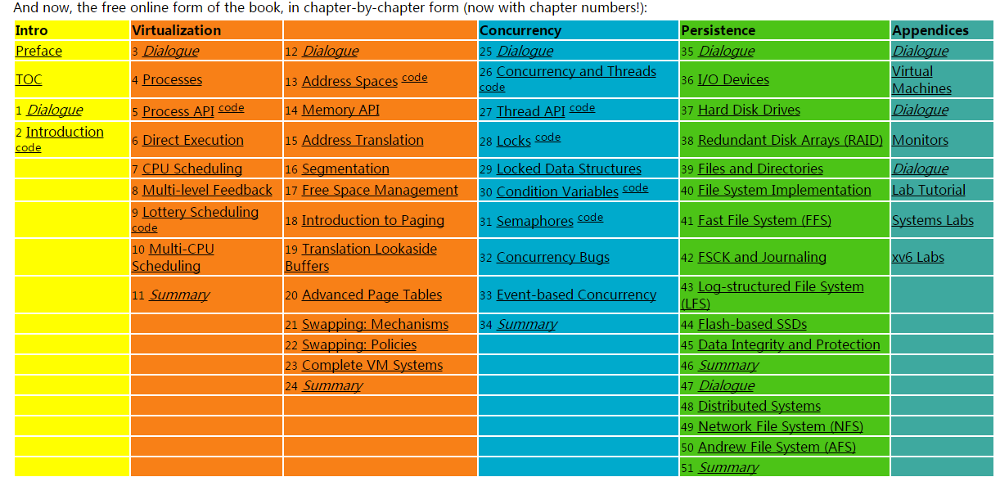 And now, the free online form of the book, in chapter-by-chapter form (now with chapter numbers!):
Intro Virtualization Concurrency Persistence Appendices
Preface 3 Dialogue 12 Dialogue 25 Dialogue 35 Dialogue Dialogue
TOC 4 Processes 13 Address Spaces code 26 Concurrency and Threads code 36 I/O Devices Virtual Machines
1 Dialogue 5 Process API code 14 Memory API 27 Thread API code 37 Hard Disk Drives Dialogue
2 Introduction code 6 Direct Execution 15 Address Translation 28 Locks code 38 Redundant Disk Arrays (RAID) Monitors
7 CPU Scheduling 16 Segmentation 29 Locked Data Structures 39 Files and Directories Dialogue
8 Multi-level Feedback 17 Free Space Management 30 Condition Variables code 40 File System Implementation Lab Tutorial
9 Lottery Scheduling code 18 Introduction to Paging 31 Semaphores code 41 Fast File System (FFS) Systems Labs
10 Multi-CPU Scheduling 19 Translation Lookaside Buffers 32 Concurrency Bugs 42 FSCK and Journaling xv6 Labs
11 Summary 20 Advanced Page Tables 33 Event-based Concurrency 43 Log-structured File System (LFS)
21 Swapping: Mechanisms 34 Summary 44 Flash-based SSDs
22 Swapping: Policies 45 Data Integrity and Protection
23 Complete VM Systems 46 Summary
24 Summary 47 Dialogue
48 Distributed Systems
49 Network File System (NFS)
50 Andrew File System (AFS)
51 Summary